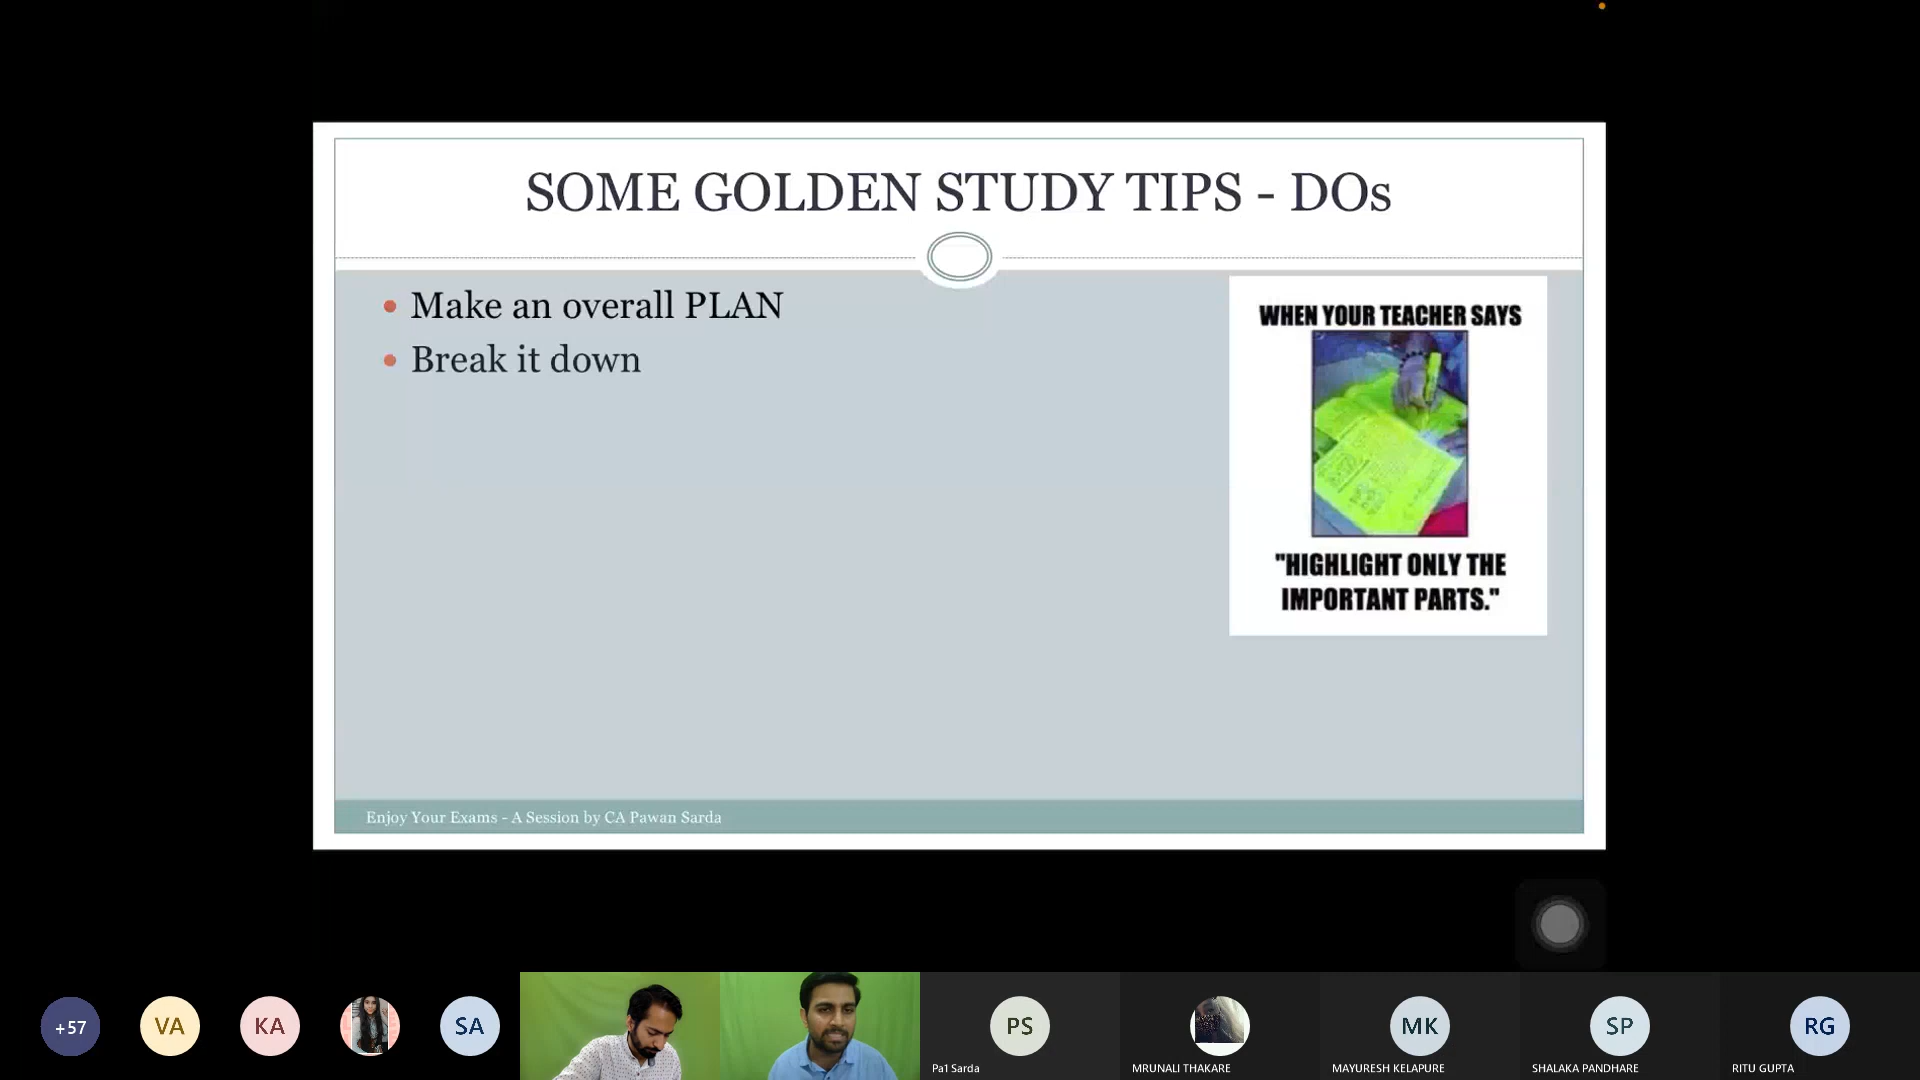 SOME GOLDEN STUDY TIPS - DOs
Make an overall PLAN
Break it down
WHEN YOUR TEACHER SAYS
"HIGHLIGHT ONLY THE
IMPORTANT PARTS."
Enjoy Your Exams - A Session by CA Pawan Sarda
+57
VA
KA
SA
PS
Pa1 Sarda
MRUNALI THAKARE
MK
MAYURESH KELAPURE
SP
SHALAKA PANDHARE
RG
RITU GUPTA